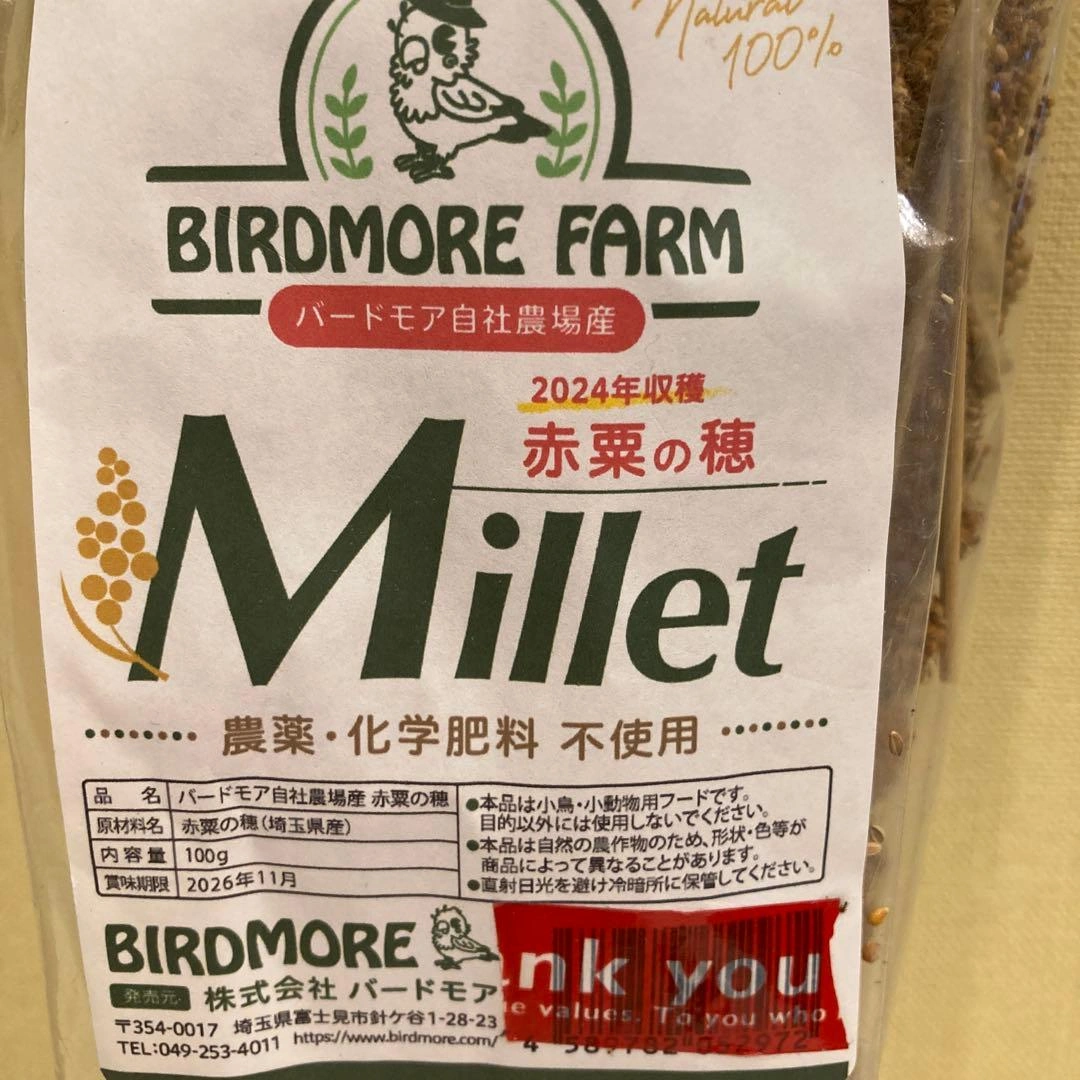 Natural
100%
BIRDMORE FARM
バードモア自社農場産
2024年収穫
赤粟の穂
Millet
農薬・化学肥料 不使用
品名 バードモア自社農場産 赤粟の穂
原材料名 赤粟の穂(埼玉県産)
内容量 100g
賞味期限 2026年11月
●本品は小鳥・小動物用フードです。
目的以外には使用しないでください。
●本品は自然の農作物のため、形状・色等が
商品によって異なることがあります。
●直射日光を避け冷暗所に保管してください。
BIRDMORE
発売元 株式会社 バードモア
〒354-0017 埼玉県富士見市針ケ谷1-28-23
TEL:049-253-4011 https://www.birdmore.com/
nk you
e values. To you who
4 589782 032972